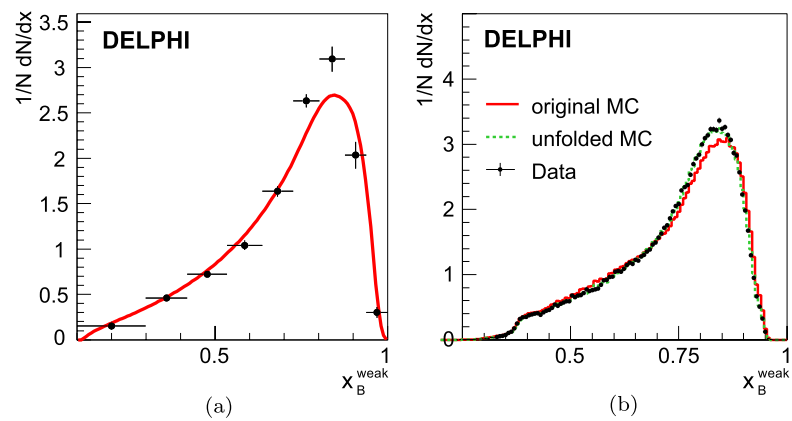 1/N dN/dx
3.5
3
2.5
2
1.5
1
0.5
0
DELPHI
0.5
1
x_B^weak
(a)
1/N dN/dx
4
3
2
1
0
DELPHI
original MC
unfolded MC
Data
0.5
0.75
1
x_B^weak
(b)